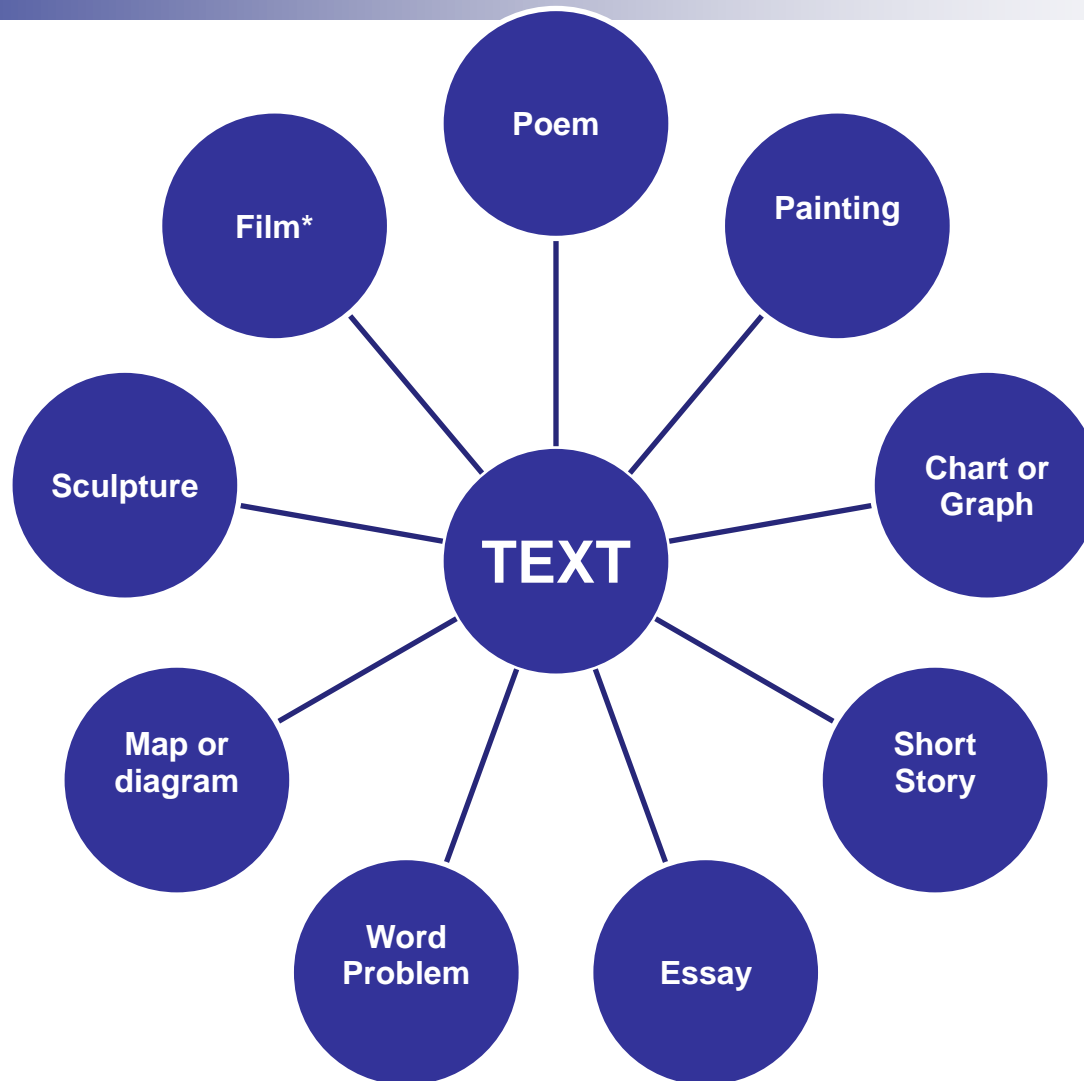 Poem
Painting
Film*
Chart or
Graph
Sculpture
TEXT
Short
Story
Map or
diagram
Word
Problem
Essay